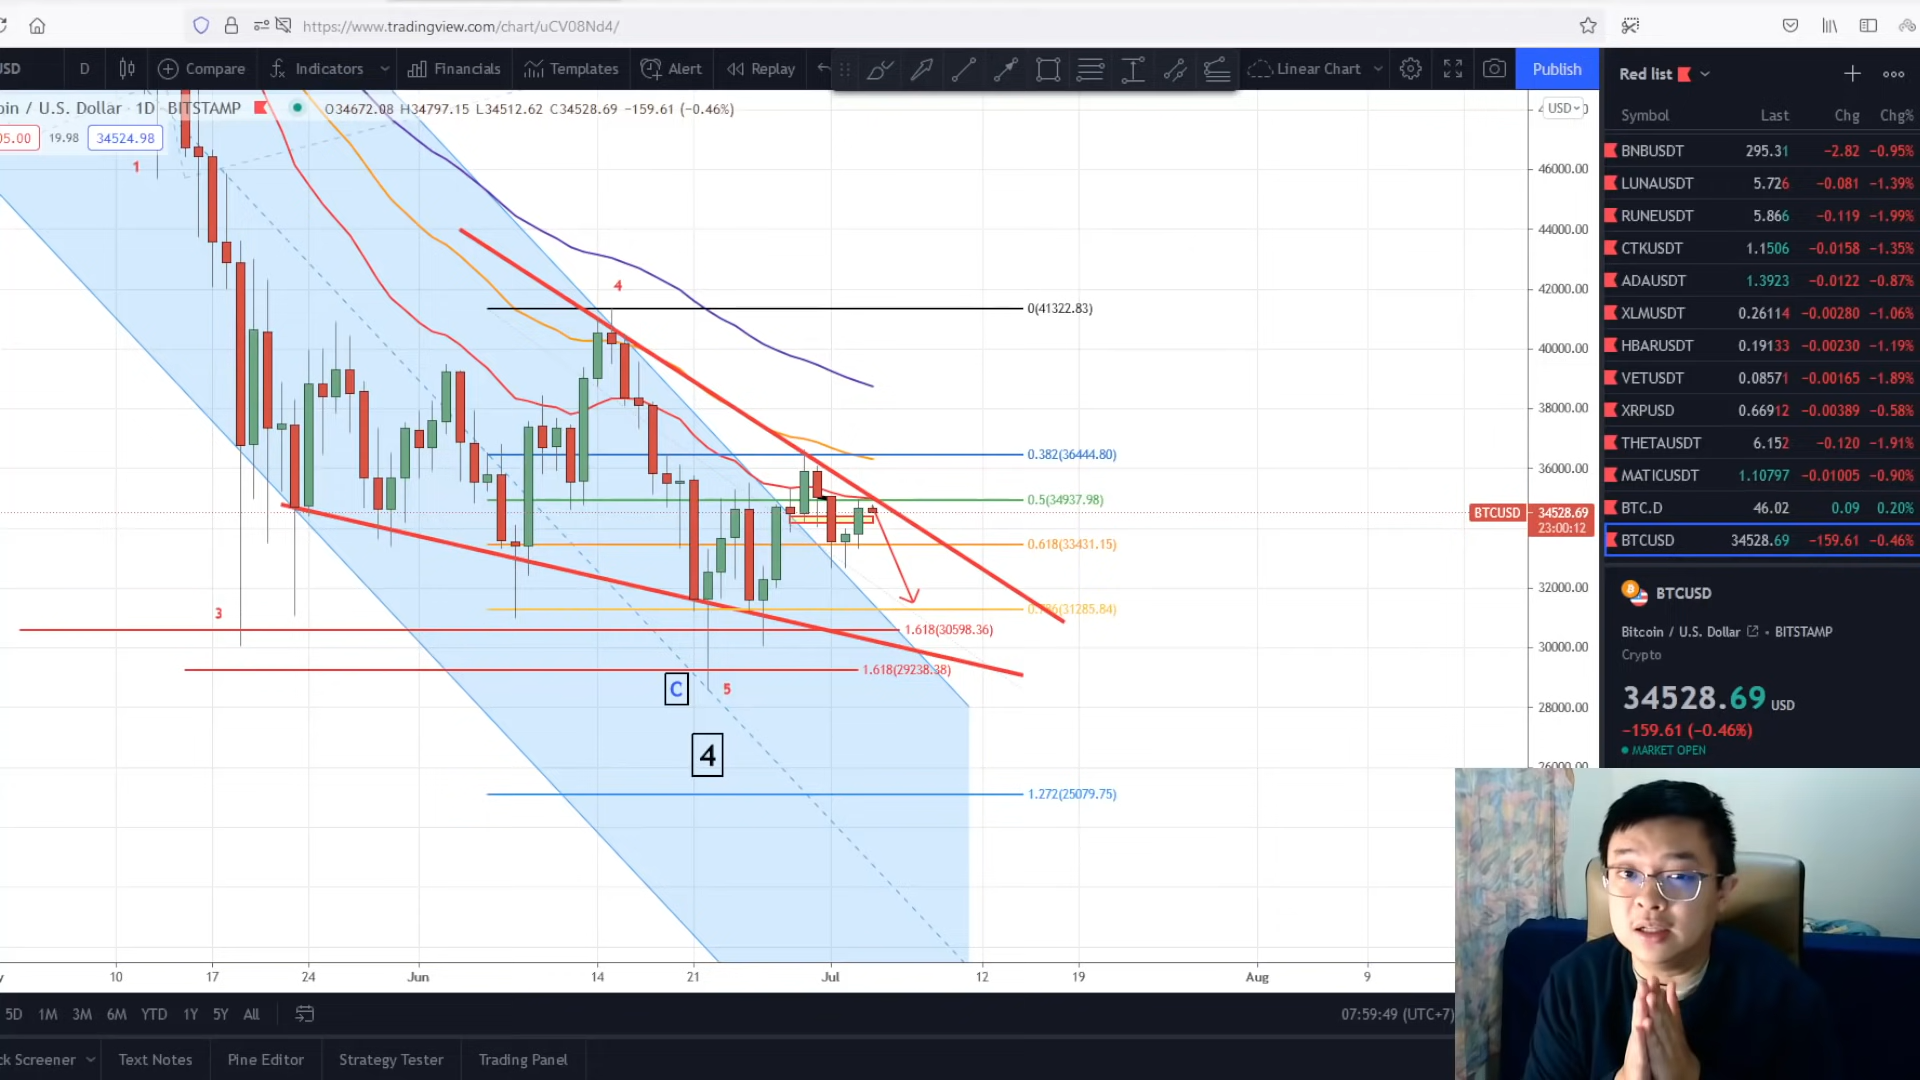 https://www.tradingview.com/chart/uCV08Nd4/
USD D Compare Indicators Financials Templates Alert Replay Linear Chart Publish
coin / U.S. Dollar · 1D BITSTAMP O34672.08 H34797.15 L34512.62 C34528.69 −159.61 (−0.46%)
05.00 19.98 34524.98
USD
1
4
3
5
C
4
0(41322.83)
0.382(36444.80)
0.5(34937.98)
0.618(33431.15)
(31285.84)
1.618(30598.36)
1.618(29238.38)
1.272(25079.75)
46000.00
44000.00
42000.00
40000.00
38000.00
36000.00
BTCUSD 34528.69
23:00:12
32000.00
30000.00
28000.00
26000.00
10 17 24 Jun 14 21 Jul 12 19 Aug 9
5D 1M 3M 6M YTD 1Y 5Y All
07:59:49 (UTC+7)
ck Screener Text Notes Pine Editor Strategy Tester Trading Panel
Red list
Symbol Last Chg Chg%
BNBUSDT 295.31 −2.82 −0.95%
LUNAUSDT 5.726 −0.081 −1.39%
RUNEUSDT 5.866 −0.119 −1.99%
CTKUSDT 1.1506 −0.0158 −1.35%
ADAUSDT 1.3923 −0.0122 −0.87%
XLMUSDT 0.26114 −0.00280 −1.06%
HBARUSDT 0.19133 −0.00230 −1.19%
VETUSDT 0.08571 −0.00165 −1.89%
XRPUSD 0.66912 −0.00389 −0.58%
THETAUSDT 6.152 −0.120 −1.91%
MATICUSDT 1.10797 −0.01005 −0.90%
BTC.D 46.02 0.09 0.20%
BTCUSD 34528.69 −159.61 −0.46%
BTCUSD
Bitcoin / U.S. Dollar • BITSTAMP
Crypto
34528.69 USD
−159.61 (−0.46%)
MARKET OPEN